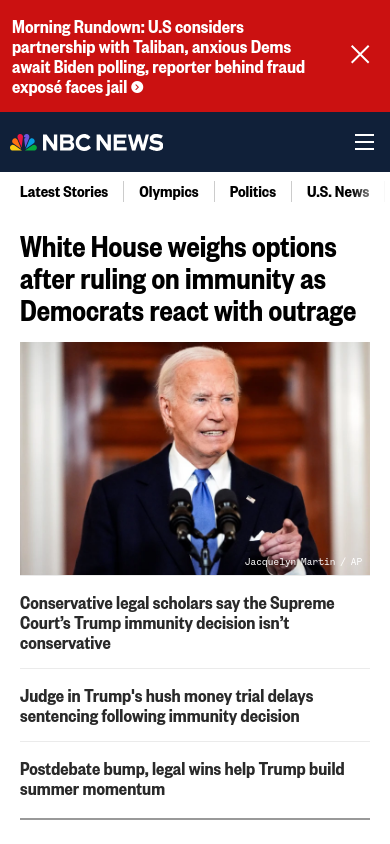 Morning Rundown: U.S considers
partnership with Taliban, anxious Dems
await Biden polling, reporter behind fraud
exposé faces jail
NBC NEWS
Latest Stories Olympics Politics U.S. News
White House weighs options
after ruling on immunity as
Democrats react with outrage
Jacquelyn Martin / AP
Conservative legal scholars say the Supreme
Court’s Trump immunity decision isn’t
conservative
Judge in Trump's hush money trial delays
sentencing following immunity decision
Postdebate bump, legal wins help Trump build
summer momentum